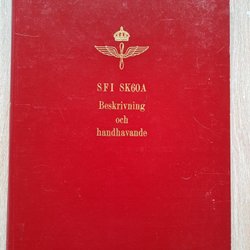 SFI SK60A
Beskrivning
och
handhavande